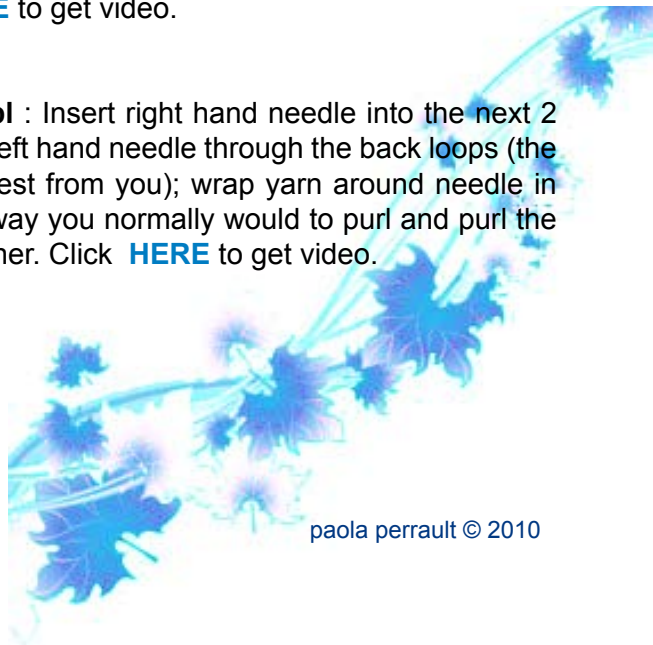 E to get video.
ol : Insert right hand needle into the next 2
eft hand needle through the back loops (the
est from you); wrap yarn around needle in
way you normally would to purl and purl the
her. Click HERE to get video.
paola perrault © 2010